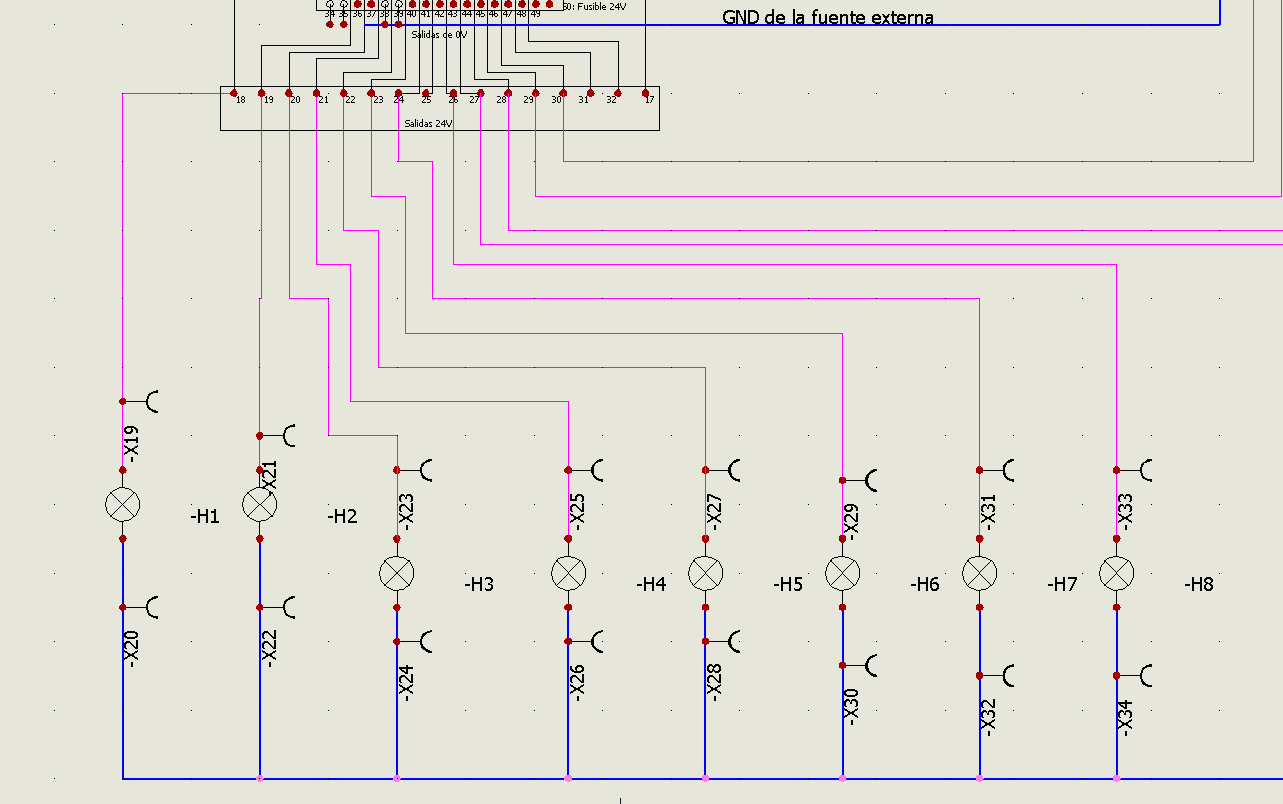 GND de la fuente externa
50: Fusible 24V
34 35 36 37 38 39 40 41 42 43 44 45 46 47 48 49
Salidas de 0V
18 19 20 21 22 23 24 25 26 27 28 29 30 31 32 17
Salidas 24V
-X19
-X21
-X23
-X25
-X27
-X29
-X31
-X33
-H1
-H2
-H3
-H4
-H5
-H6
-H7
-H8
-X20
-X22
-X24
-X26
-X28
-X30
-X32
-X34